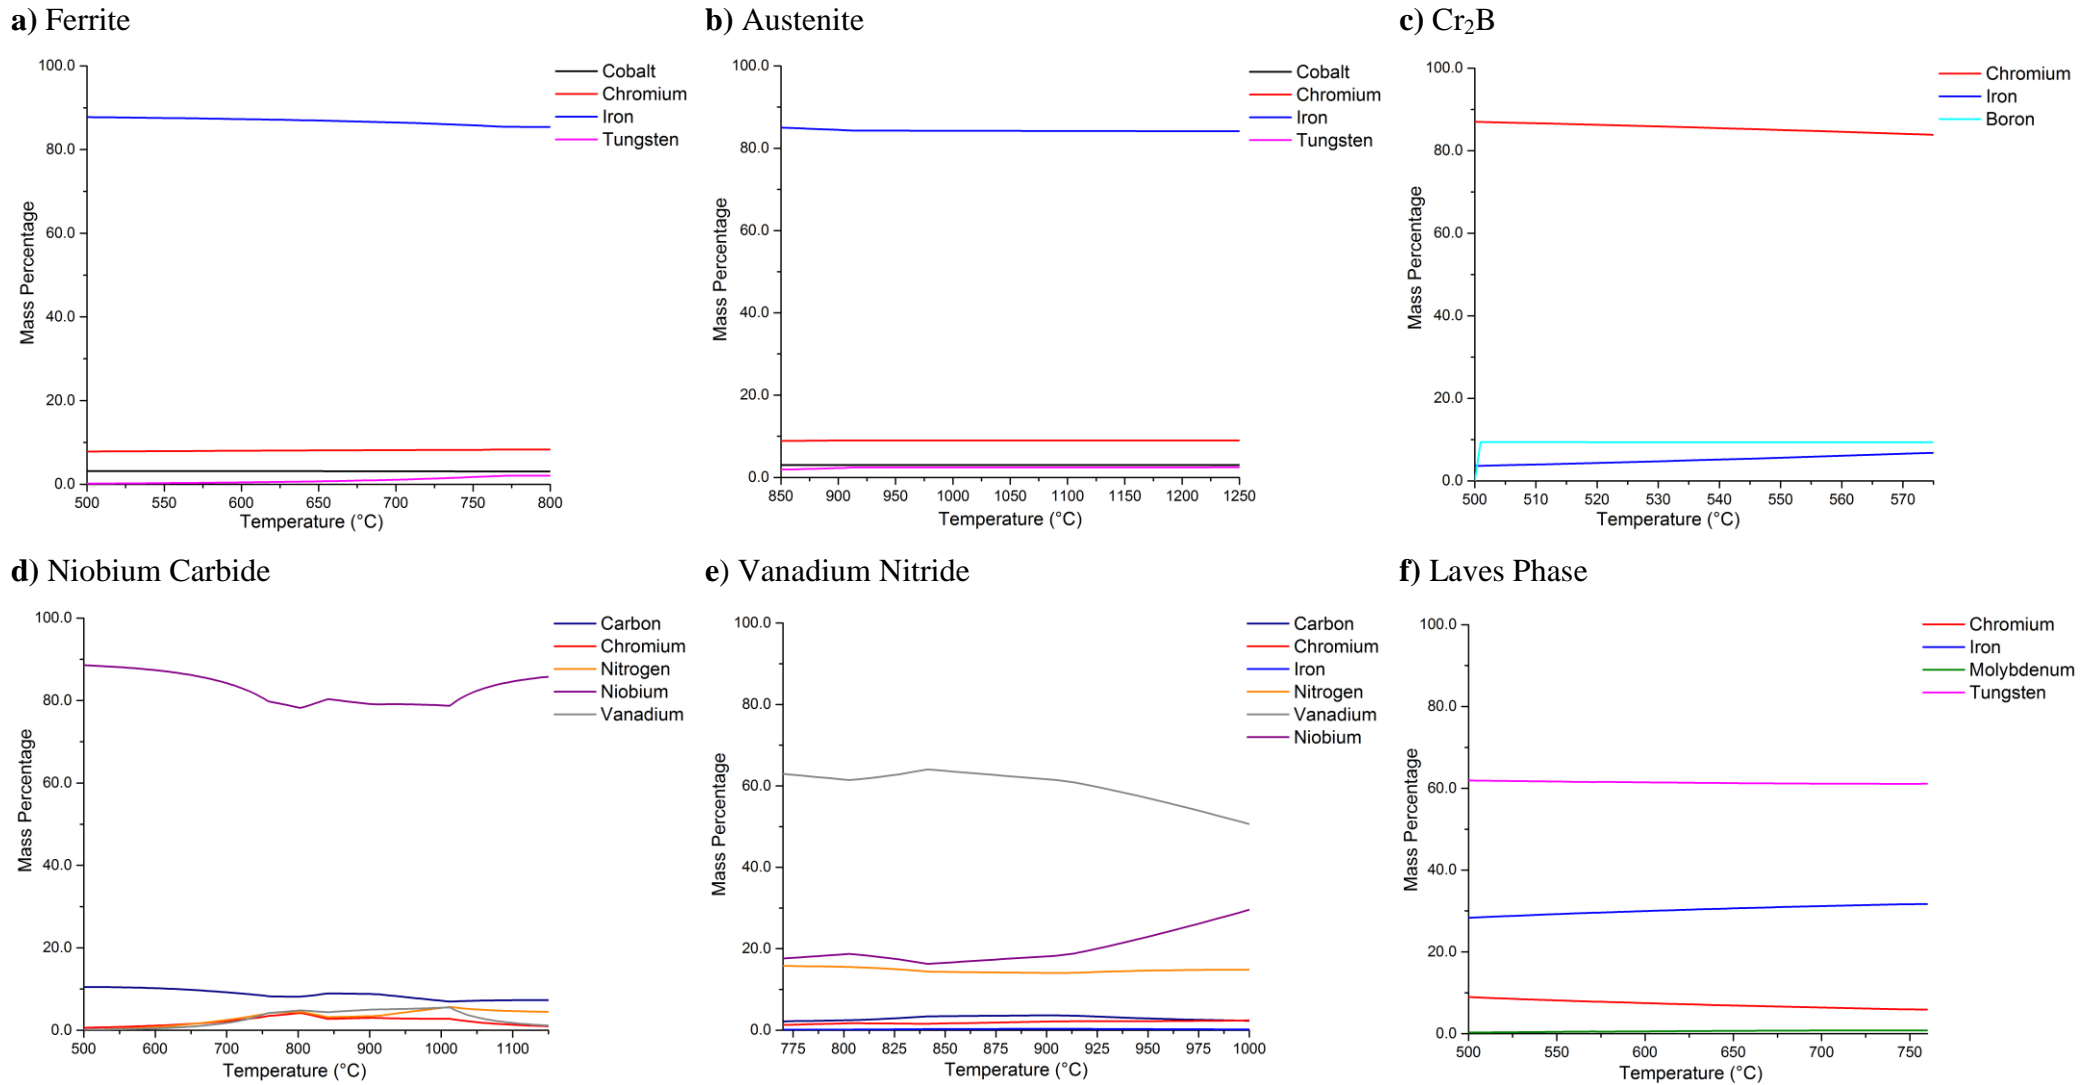 a) Ferrite
100.0
80.0
60.0
40.0
20.0
0.0
Mass Percentage
500 550 600 650 700 750 800
Temperature (°C)
Cobalt
Chromium
Iron
Tungsten
b) Austenite
100.0
80.0
60.0
40.0
20.0
0.0
Mass Percentage
850 900 950 1000 1050 1100 1150 1200 1250
Temperature (°C)
Cobalt
Chromium
Iron
Tungsten
c) Cr₂B
100.0
80.0
60.0
40.0
20.0
0.0
Mass Percentage
500 510 520 530 540 550 560 570
Temperature (°C)
Chromium
Iron
Boron
d) Niobium Carbide
100.0
80.0
60.0
40.0
20.0
0.0
Mass Percentage
500 600 700 800 900 1000 1100
Temperature (°C)
Carbon
Chromium
Nitrogen
Niobium
Vanadium
e) Vanadium Nitride
100.0
80.0
60.0
40.0
20.0
0.0
Mass Percentage
775 800 825 850 875 900 925 950 975 1000
Temperature (°C)
Carbon
Chromium
Iron
Nitrogen
Vanadium
Niobium
f) Laves Phase
100.0
80.0
60.0
40.0
20.0
0.0
Mass Percentage
500 550 600 650 700 750
Temperature (°C)
Chromium
Iron
Molybdenum
Tungsten